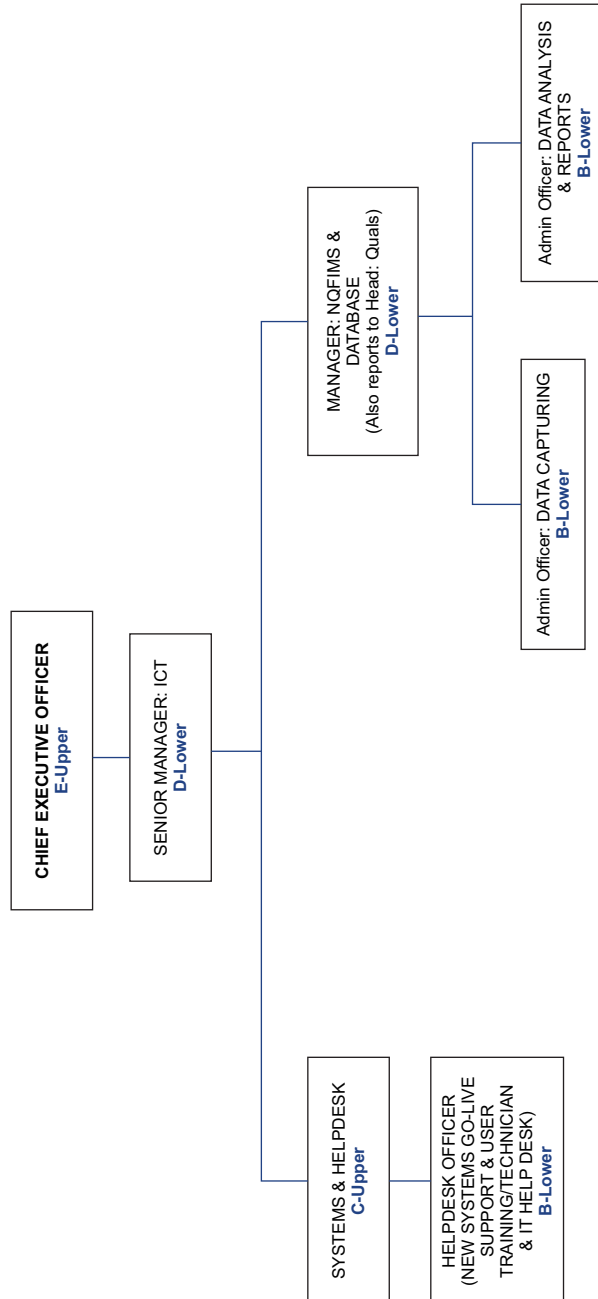 CHIEF EXECUTIVE OFFICER
E-Upper
SENIOR MANAGER: ICT
D-Lower
SYSTEMS & HELPDESK
C-Upper
HELPDESK OFFICER
(NEW SYSTEMS GO-LIVE
SUPPORT & USER
TRAINING/TECHNICIAN
& IT HELP DESK)
B-Lower
MANAGER: NQFIMS &
DATABASE
(Also reports to Head: Quals)
D-Lower
Admin Officer: DATA CAPTURING
B-Lower
Admin Officer: DATA ANALYSIS
& REPORTS
B-Lower